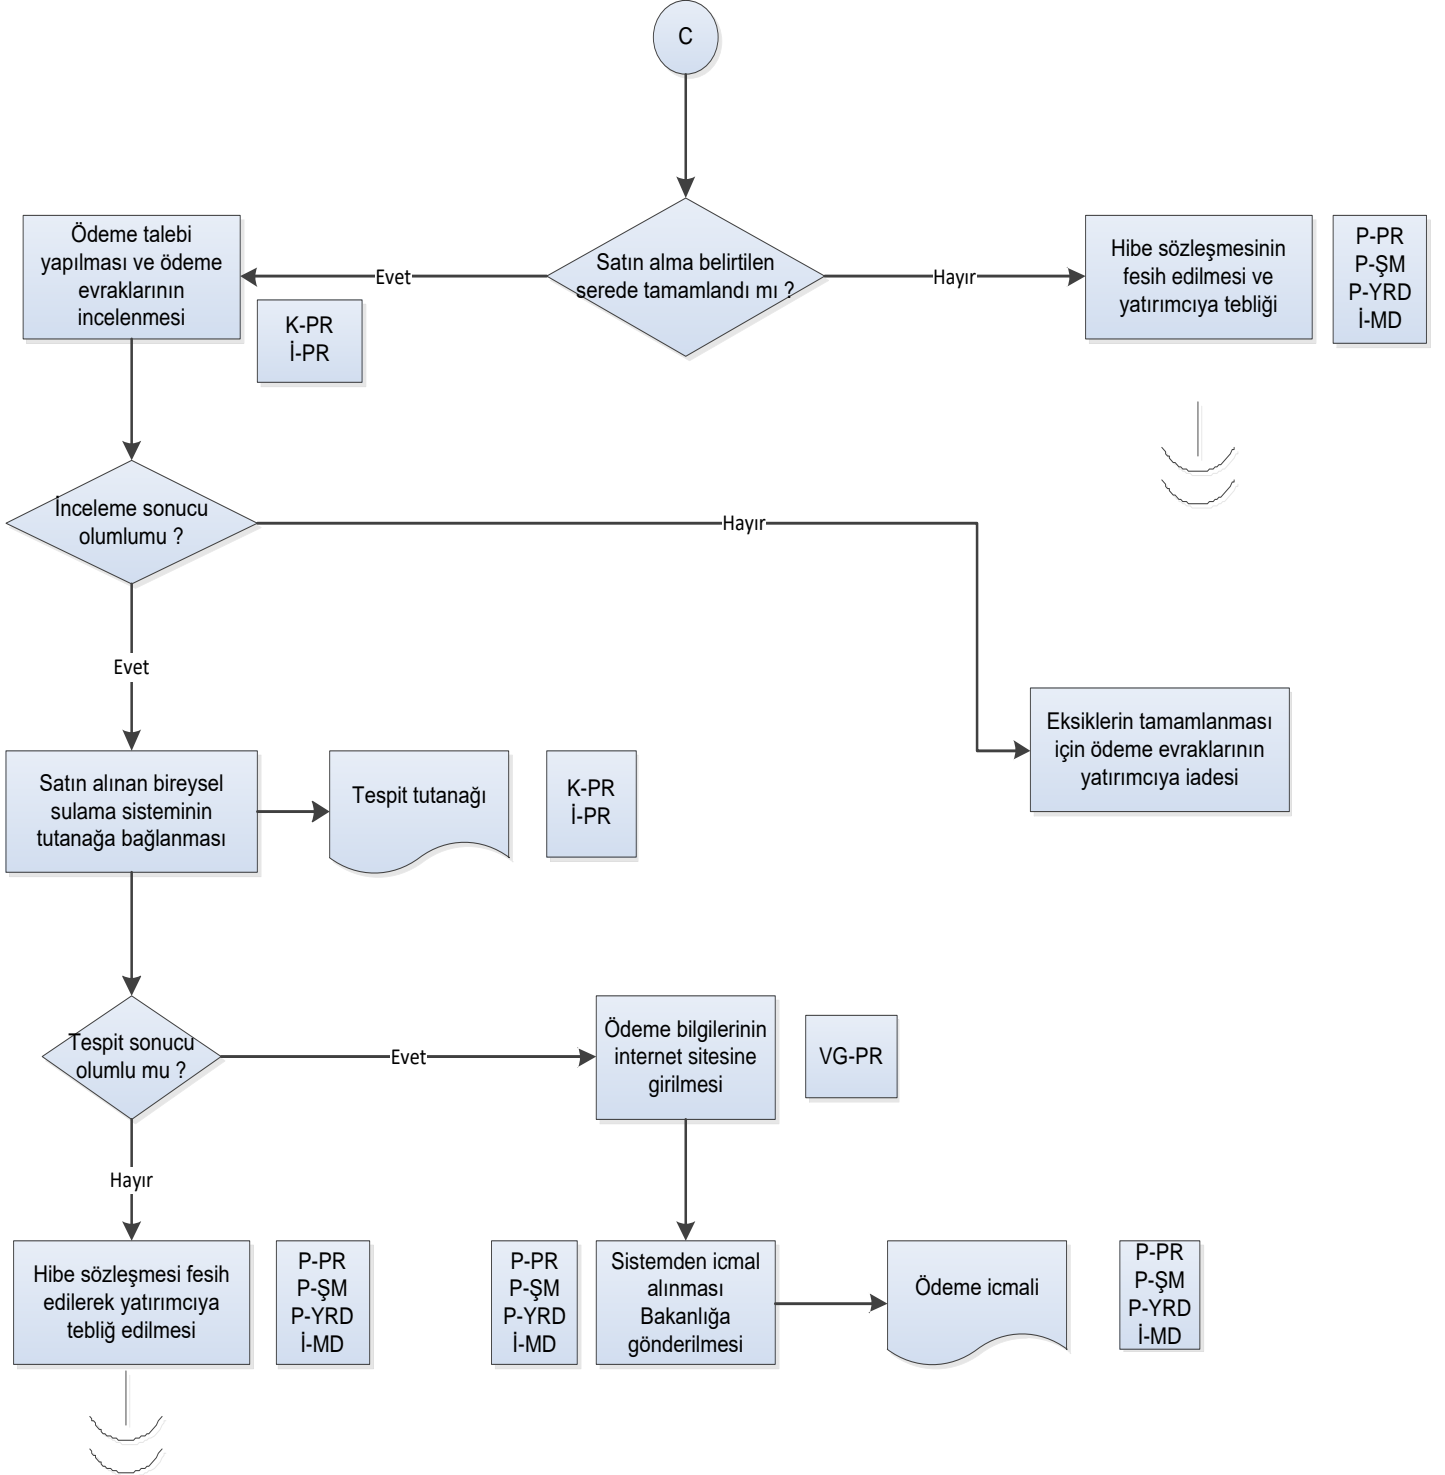 C
Satın alma belirtilen
serede tamamlandı mı ?
Evet
Hayır
Ödeme talebi
yapılması ve ödeme
evraklarının
incelenmesi
K-PR
İ-PR
Hibe sözleşmesinin
fesih edilmesi ve
yatırımcıya tebliği
P-PR
P-ŞM
P-YRD
İ-MD
İnceleme sonucu
olumlumu ?
Hayır
Evet
Eksiklerin tamamlanması
için ödeme evraklarının
yatırımcıya iadesi
Satın alınan bireysel
sulama sisteminin
tutanağa bağlanması
Tespit tutanağı
K-PR
İ-PR
Tespit sonucu
olumlu mu ?
Evet
Ödeme bilgilerinin
internet sitesine
girilmesi
VG-PR
Hayır
Hibe sözleşmesi fesih
edilerek yatırımcıya
tebliğ edilmesi
P-PR
P-ŞM
P-YRD
İ-MD
P-PR
P-ŞM
P-YRD
İ-MD
Sistemden icmal
alınması
Bakanlığa
gönderilmesi
Ödeme icmali
P-PR
P-ŞM
P-YRD
İ-MD